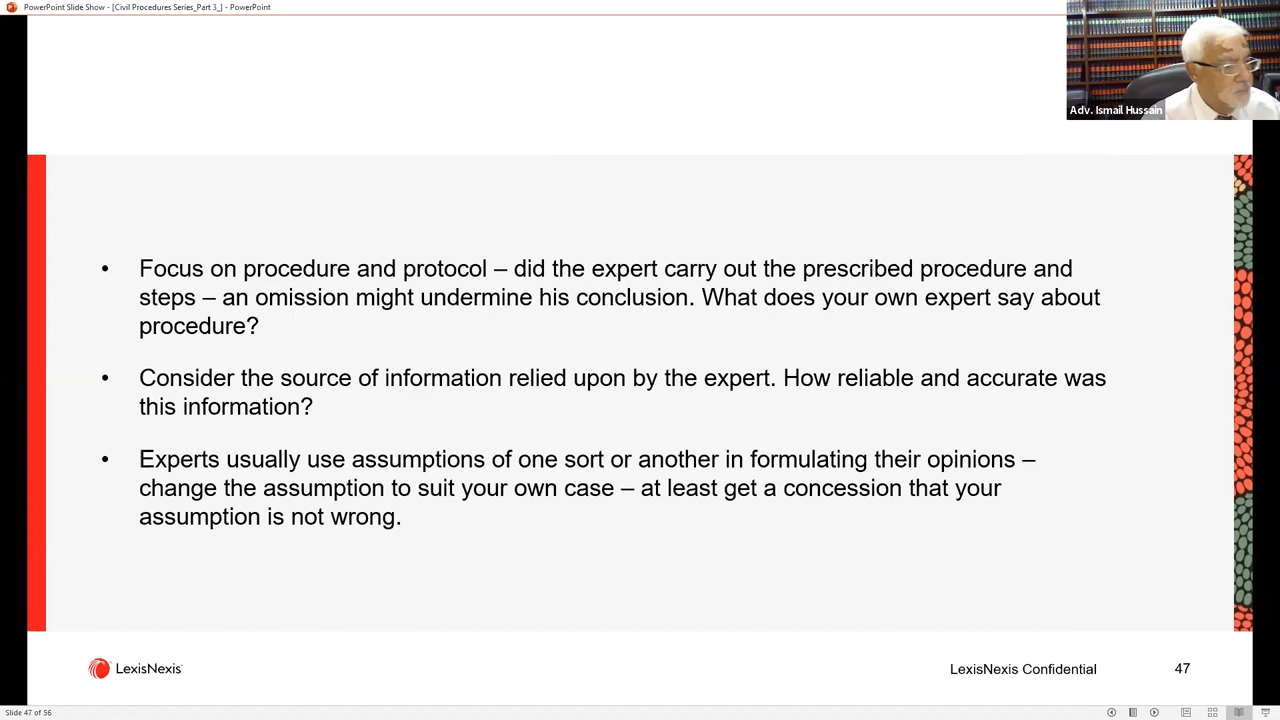 PowerPoint Slide Show - [Civil Procedures Series_Part 3_] - PowerPoint
Adv. Ismail Hussain
• Focus on procedure and protocol – did the expert carry out the prescribed procedure and
steps – an omission might undermine his conclusion. What does your own expert say about
procedure?
• Consider the source of information relied upon by the expert. How reliable and accurate was
this information?
• Experts usually use assumptions of one sort or another in formulating their opinions –
change the assumption to suit your own case – at least get a concession that your
assumption is not wrong.
LexisNexis
LexisNexis Confidential
47
Slide 47 of 56